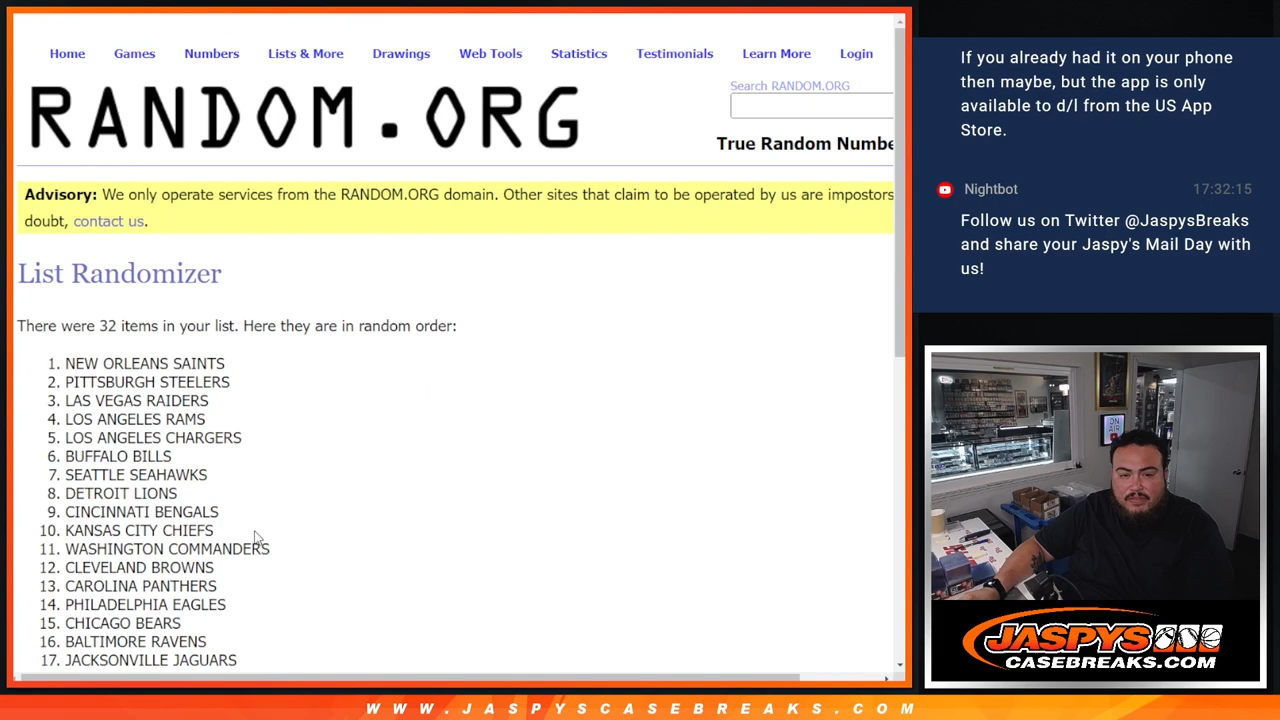 Home Games Numbers Lists & More Drawings Web Tools Statistics Testimonials Learn More Login
RANDOM.ORG
Search RANDOM.ORG
True Random Numbe
Advisory: We only operate services from the RANDOM.ORG domain. Other sites that claim to be operated by us are impostors
doubt, contact us.
List Randomizer
There were 32 items in your list. Here they are in random order:
1. NEW ORLEANS SAINTS
2. PITTSBURGH STEELERS
3. LAS VEGAS RAIDERS
4. LOS ANGELES RAMS
5. LOS ANGELES CHARGERS
6. BUFFALO BILLS
7. SEATTLE SEAHAWKS
8. DETROIT LIONS
9. CINCINNATI BENGALS
10. KANSAS CITY CHIEFS
11. WASHINGTON COMMANDERS
12. CLEVELAND BROWNS
13. CAROLINA PANTHERS
14. PHILADELPHIA EAGLES
15. CHICAGO BEARS
16. BALTIMORE RAVENS
17. JACKSONVILLE JAGUARS
If you already had it on your phone
then maybe, but the app is only
available to d/l from the US App
Store.
Nightbot 17:32:15
Follow us on Twitter @JaspysBreaks
and share your Jaspy's Mail Day with
us!
ON
AIR
JASPYS
CASEBREAKS.COM
WWW.JASPYSCASEBREAKS.COM